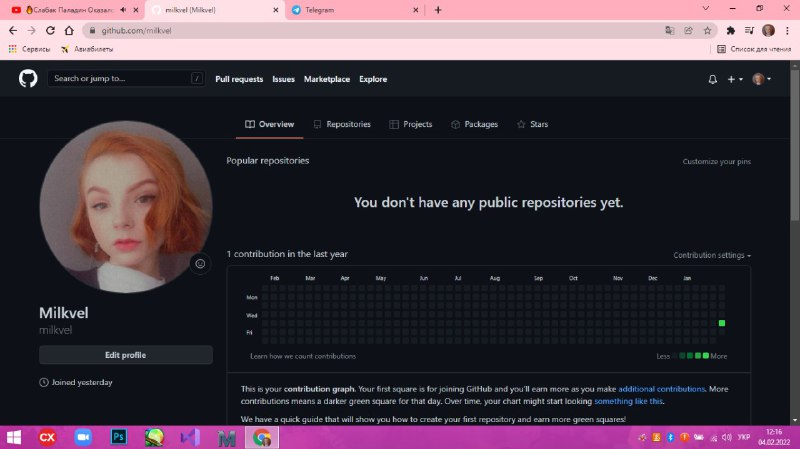 Слабак Паладин Оказалс
milkvel (Milkvel)
Telegram
github.com/milkvel
Сервисы
Авиабилеты
Список для чтения
Search or jump to...
/
Pull requests
Issues
Marketplace
Explore
Overview
Repositories
Projects
Packages
Stars
Popular repositories
Customize your pins
You don't have any public repositories yet.
1 contribution in the last year
Contribution settings
Feb Mar Apr May Jun Jul Aug Sep Oct Nov Dec Jan
Mon
Wed
Fri
Learn how we count contributions
Less
More
Milkvel
milkvel
Edit profile
Joined yesterday
This is your contribution graph. Your first square is for joining GitHub and you'll earn more as you make additional contributions. More
contributions means a darker green square for that day. Over time, your chart might start looking something like this.
We have a quick guide that will show you how to create your first repository and earn more green squares!
CX
Ps
M
УКР
12:16
04.02.2022